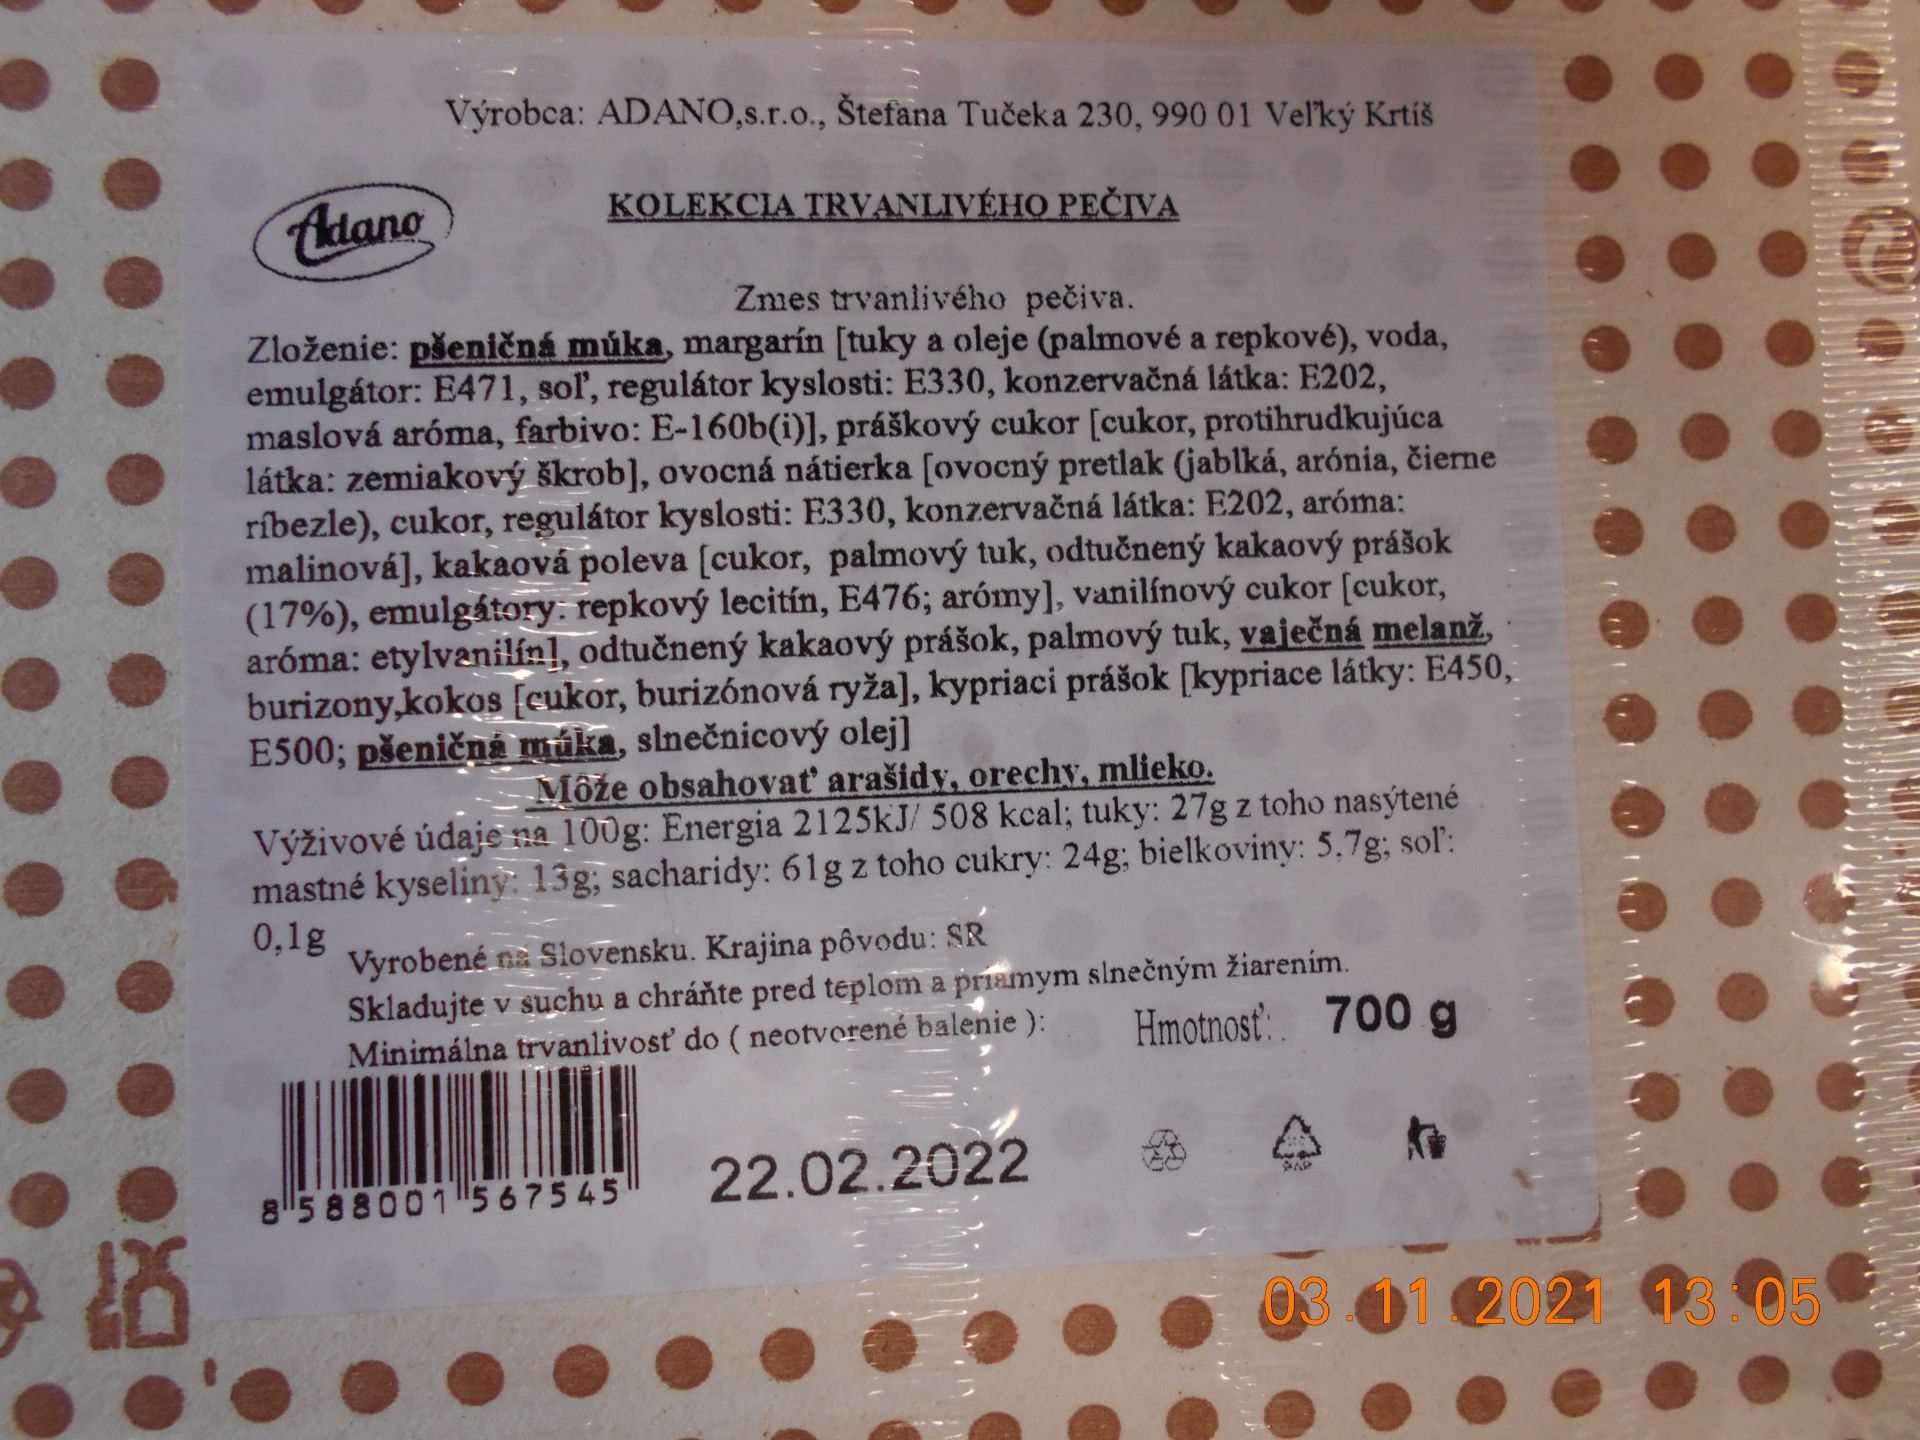 Výrobca: ADANO,s.r.o., Štefana Tučeka 230, 990 01 Veľký Krtíš
Adano
KOLEKCIA TRVANLIVÉHO PEČIVA
Zmes trvanlivého pečiva.
Zloženie: pšeničná múka, margarín [tuky a oleje (palmové a repkové), voda,
emulgátor: E471, soľ, regulátor kyslosti: E330, konzervačná látka: E202,
maslová aróma, farbivo: E-160b(i)], práškový cukor [cukor, protihrudkujúca
látka: zemiakový škrob], ovocná nátierka [ovocný pretlak (jablká, arónia, čierne
ríbezle), cukor, regulátor kyslosti: E330, konzervačná látka: E202, aróma:
malinová], kakaová poleva [cukor, palmový tuk, odtučnený kakaový prášok
(17%), emulgátory: repkový lecitín, E476; arómy], vanilínový cukor [cukor,
aróma: etylvanilín], odtučnený kakaový prášok, palmový tuk, vaječná melanž,
burizony,kokos [cukor, burizónová ryža], kypriaci prášok [kypriace látky: E450,
E500; pšeničná múka, slnečnicový olej]
Môže obsahovať arašidy, orechy, mlieko.
Výživové údaje na 100g: Energia 2125kJ/ 508 kcal; tuky: 27g z toho nasýtené
mastné kyseliny: 13g; sacharidy: 61g z toho cukry: 24g; bielkoviny: 5,7g; soľ:
0,1g
Vyrobené na Slovensku. Krajina pôvodu: SR
Skladujte v suchu a chráňte pred teplom a priamym slnečným žiarením.
Minimálna trvanlivosť do ( neotvorené balenie ):
Hmotnosť: 700 g
22.02.2022
8 588001 567545
03.11.2021 13:05